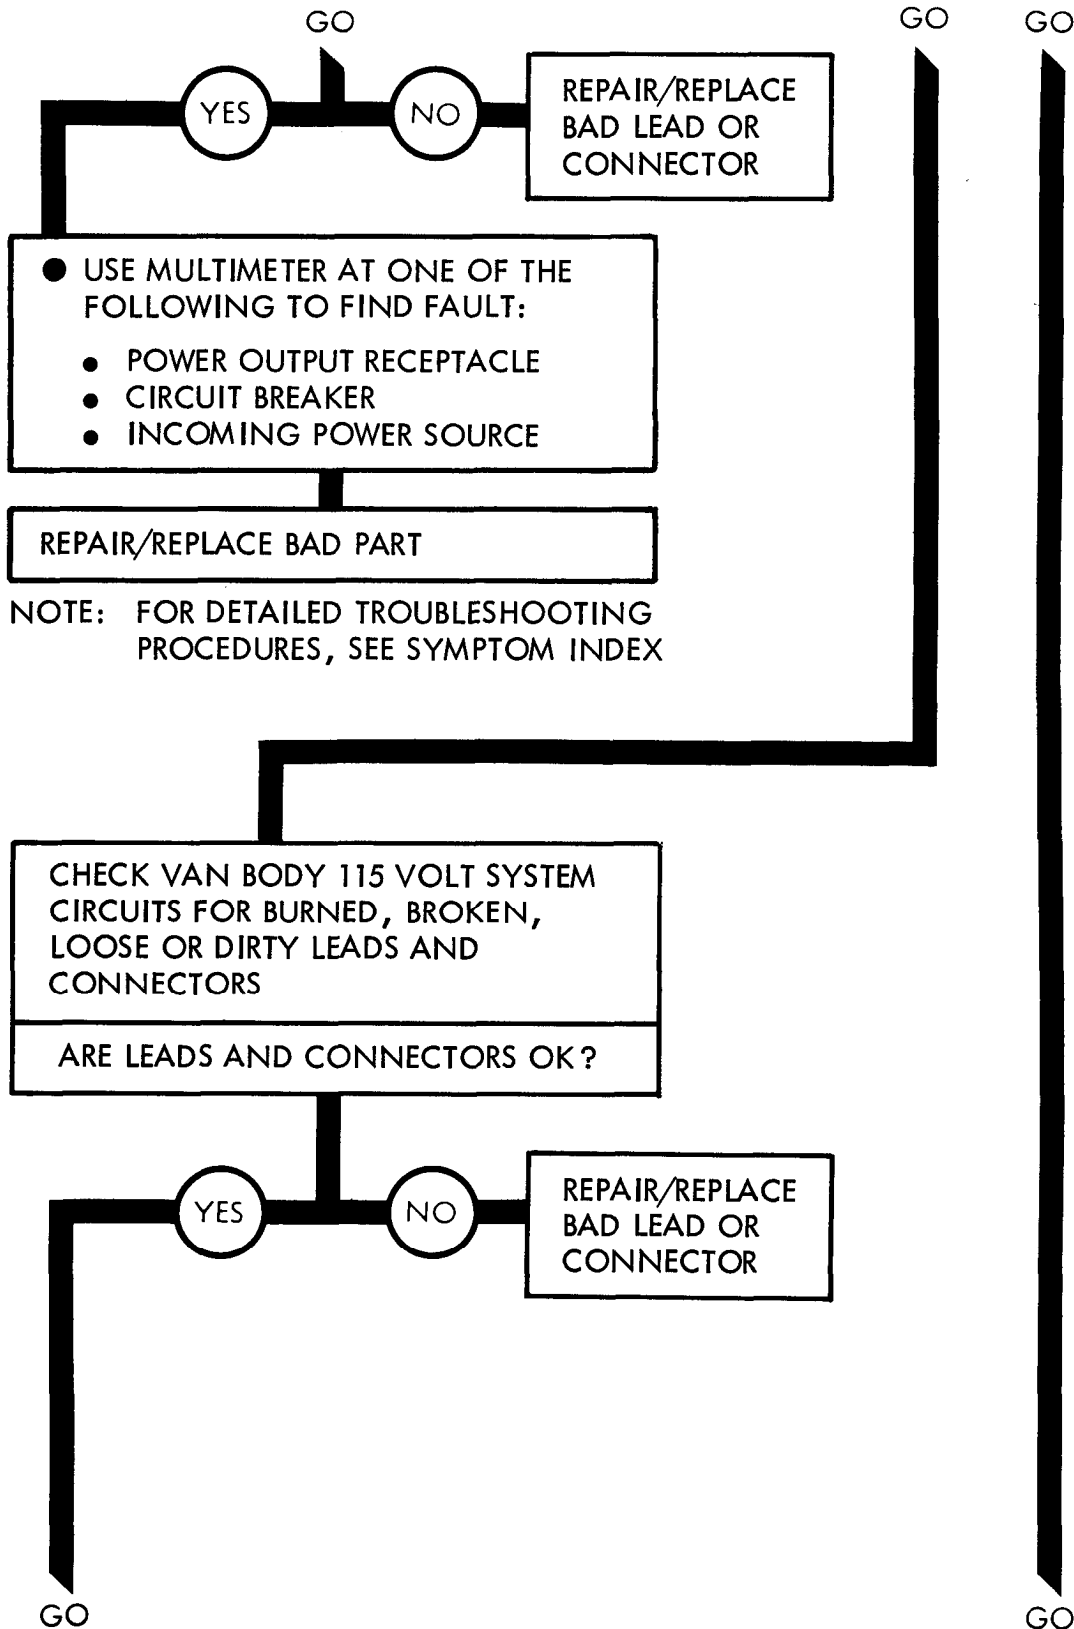 GO
GO
GO
YES
NO
REPAIR/REPLACE
BAD LEAD OR
CONNECTOR
● USE MULTIMETER AT ONE OF THE
FOLLOWING TO FIND FAULT:
● POWER OUTPUT RECEPTACLE
● CIRCUIT BREAKER
● INCOMING POWER SOURCE
REPAIR/REPLACE BAD PART
NOTE: FOR DETAILED TROUBLESHOOTING
PROCEDURES, SEE SYMPTOM INDEX
CHECK VAN BODY 115 VOLT SYSTEM
CIRCUITS FOR BURNED, BROKEN,
LOOSE OR DIRTY LEADS AND
CONNECTORS
ARE LEADS AND CONNECTORS OK?
YES
NO
REPAIR/REPLACE
BAD LEAD OR
CONNECTOR
GO
GO